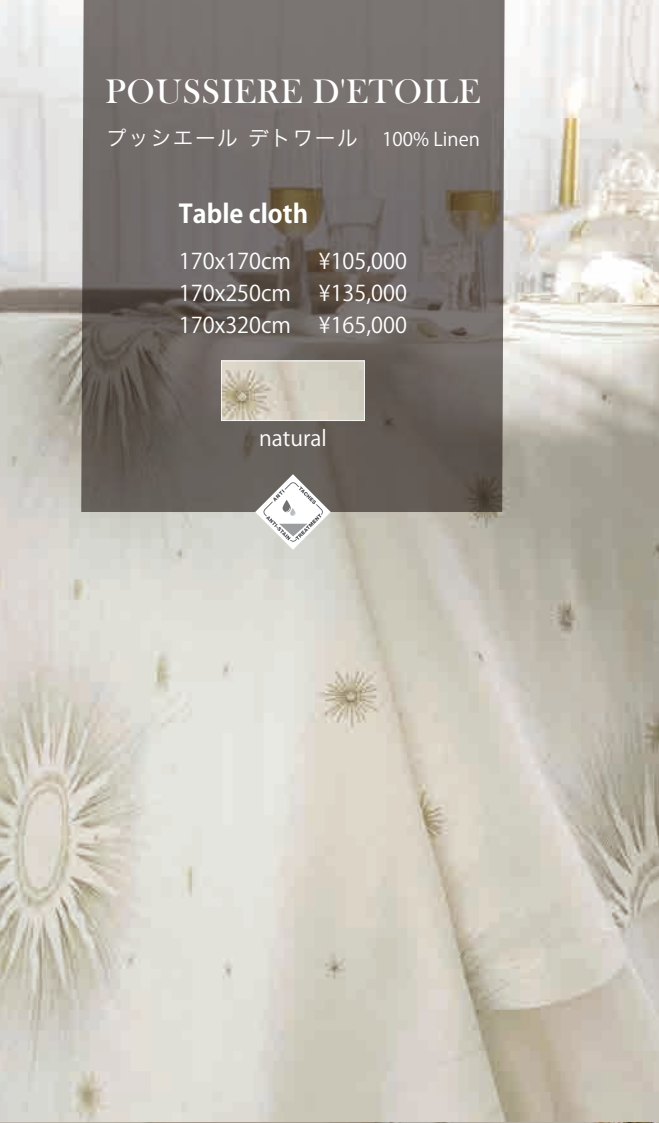 POUSSIERE D'ETOILE
プッシエール デトワール 100% Linen
Table cloth
170x170cm ¥105,000
170x250cm ¥135,000
170x320cm ¥165,000
natural
ANTI TACHES
ANTI-STAIN TREATMENT